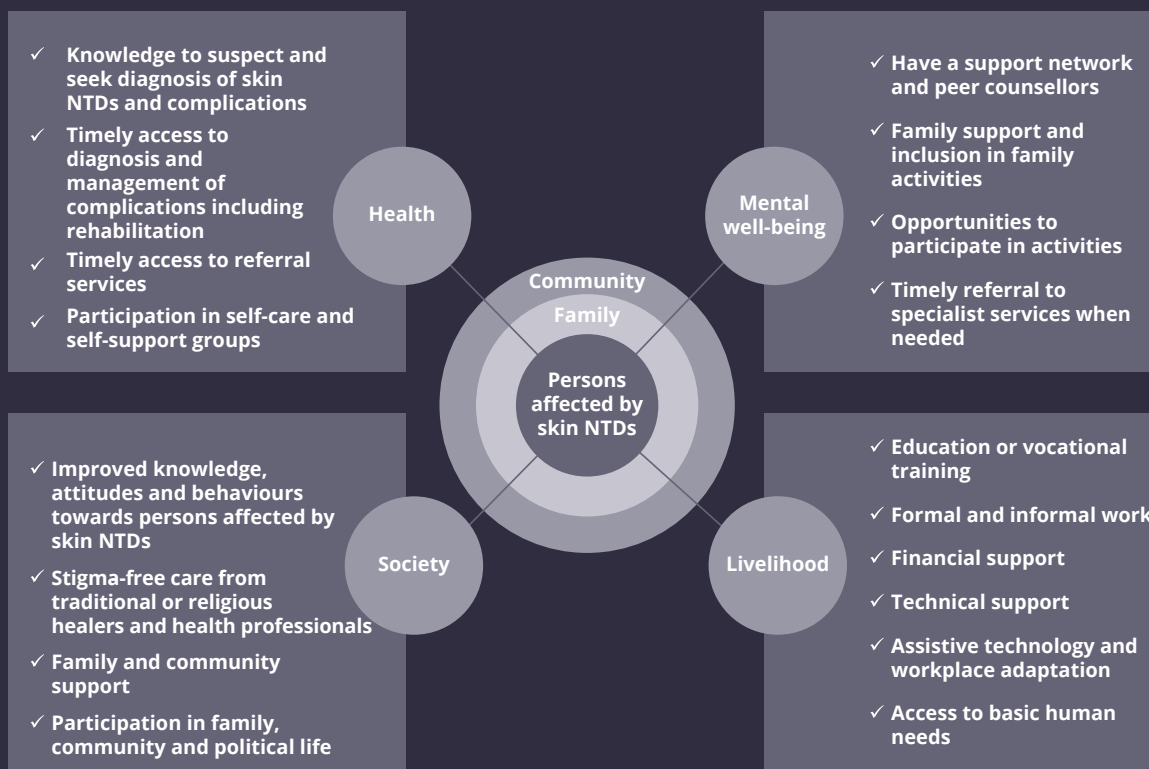 Knowledge to suspect and
seek diagnosis of skin
NTDs and complications
Timely access to
diagnosis and
management of
complications including
rehabilitation
Timely access to referral
services
Participation in self-care and
self-support groups
Health
Have a support network
and peer counsellors
Family support and
inclusion in family
activities
Opportunities to
participate in activities
Timely referral to
specialist services when
needed
Mental
well-being
Community
Family
Persons
affected by
skin NTDs
Improved knowledge,
attitudes and behaviours
towards persons affected by
skin NTDs
Stigma-free care from
traditional or religious
healers and health professionals
Family and community
support
Participation in family,
community and political life
Society
Education or vocational
training
Formal and informal work
Financial support
Technical support
Assistive technology and
workplace adaptation
Access to basic human
needs
Livelihood